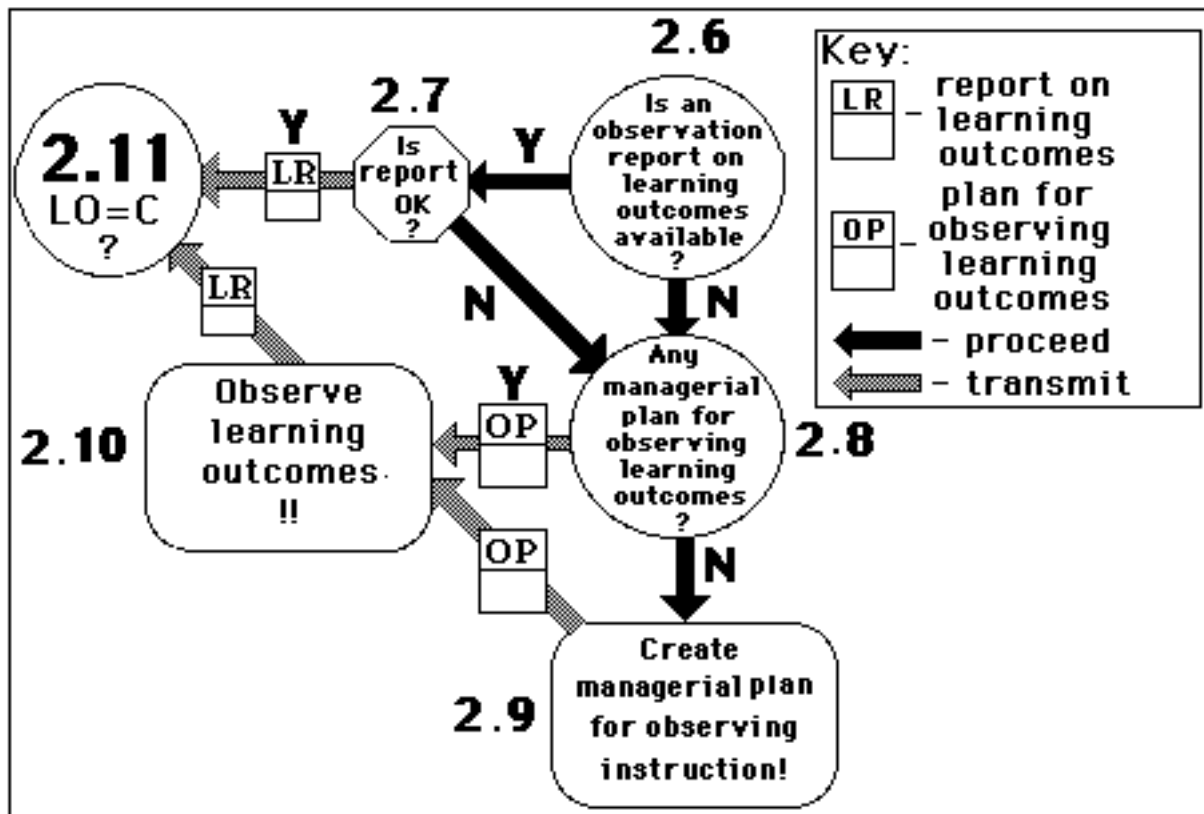 2.6
Is an
observation
report on
learning
outcomes
available
?
Y
2.7
Is
report
OK
?
Y
LR
2.11
LO=C
?
N
N
LR
Any
managerial
plan for
observing
learning
outcomes
?
2.8
Y
OP
2.10
Observe
learning
outcomes.
!!
OP
N
2.9
Create
managerial plan
for observing
instruction!
Key:
LR
- report on
learning
outcomes
OP
- plan for
observing
learning
outcomes
- proceed
- transmit